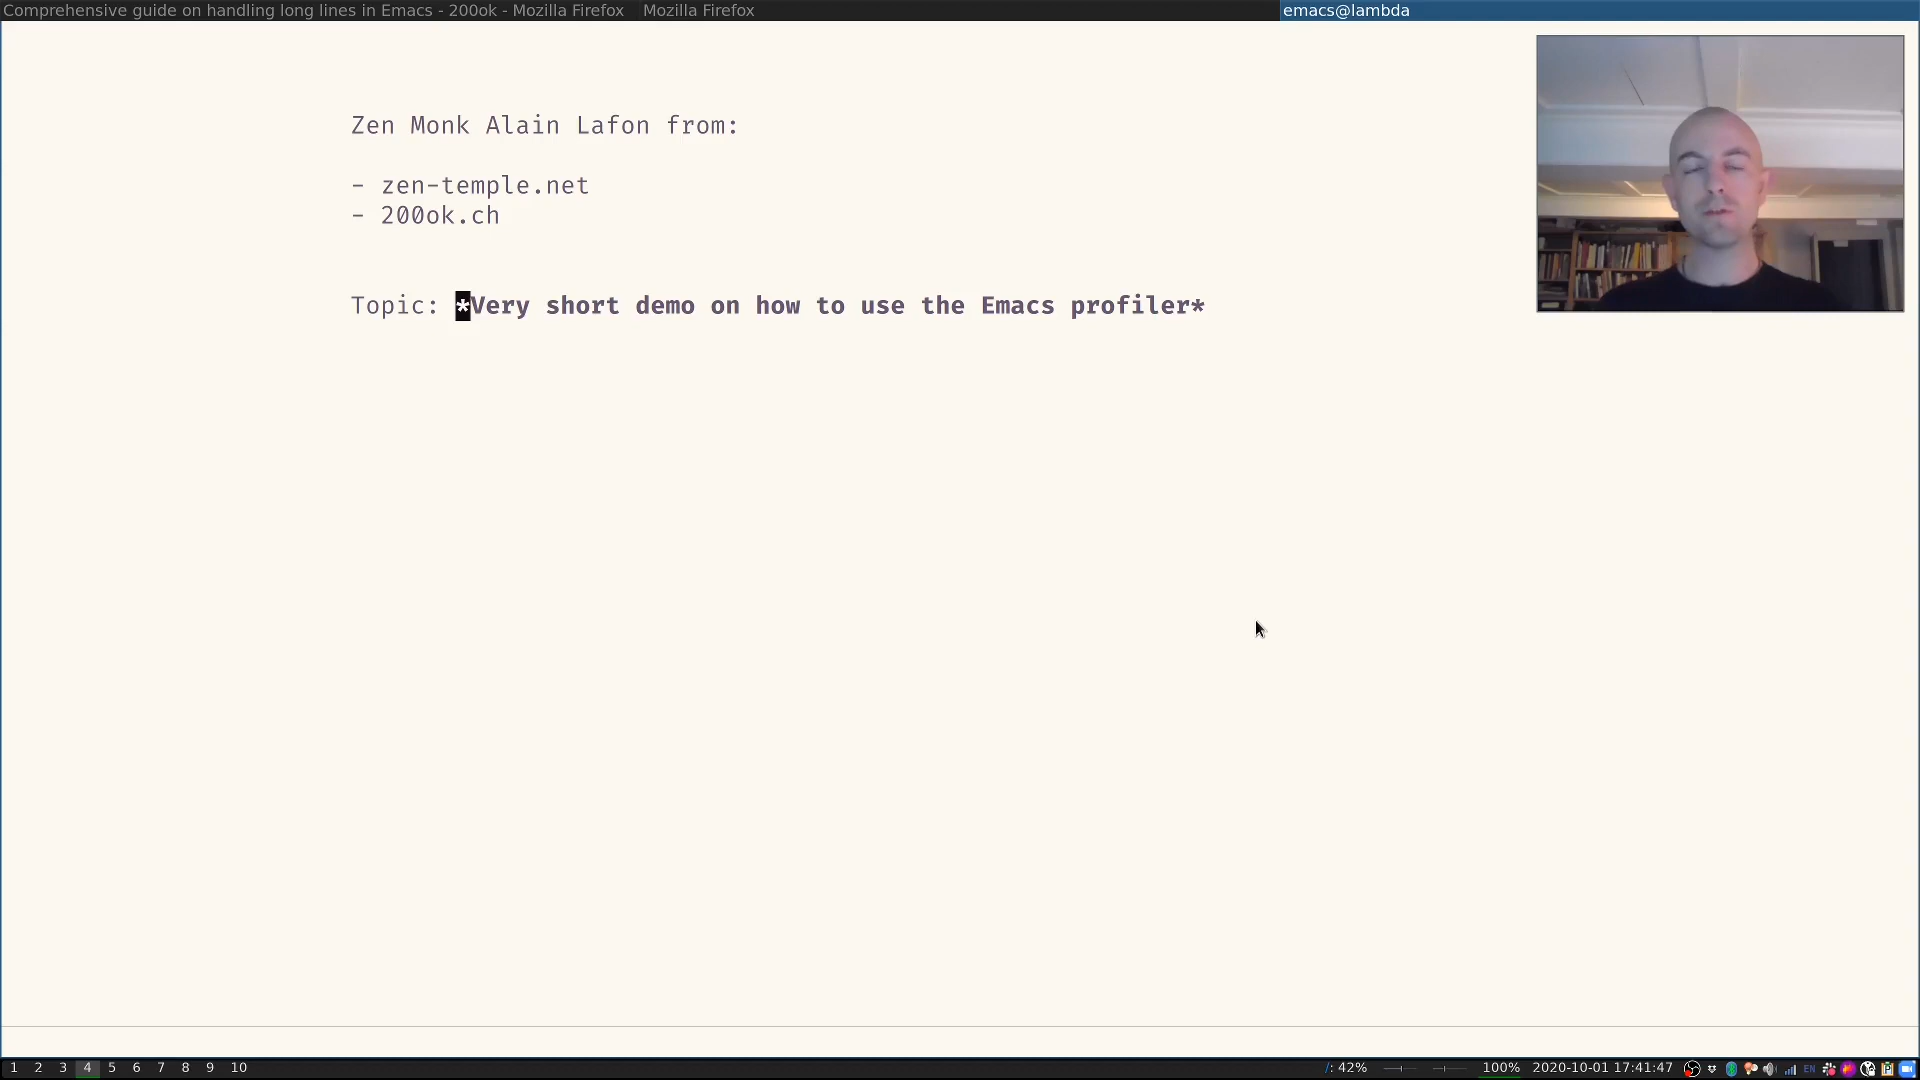 Comprehensive guide on handling long lines in Emacs - 200ok - Mozilla Firefox Mozilla Firefox emacs@lambda
Zen Monk Alain Lafon from:
- zen-temple.net
- 200ok.ch
Topic: *Very short demo on how to use the Emacs profiler*
1 2 3 4 5 6 7 8 9 10 /: 42% 100% 2020-10-01 17:41:47 EN